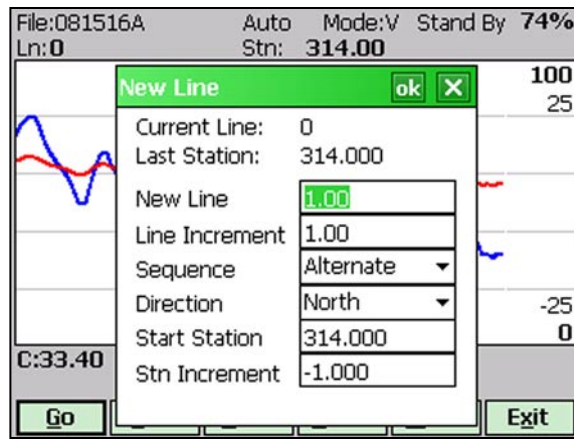 File:081516A Auto Mode:V Stand By 74%
Ln:0 Stn: 314.00
100
25
New Line ok X
Current Line: 0
Last Station: 314.000
New Line 1.00
Line Increment 1.00
Sequence Alternate
Direction North
Start Station 314.000
Stn Increment -1.000
-25
0
C:33.40
Go Exit